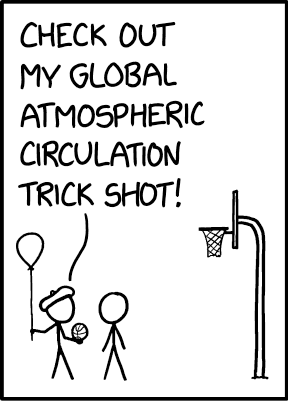 CHECK OUT
MY GLOBAL
ATMOSPHERIC
CIRCULATION
TRICK SHOT!